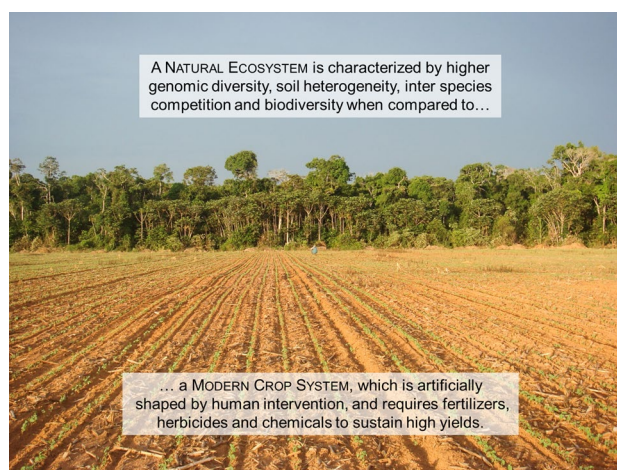 A NATURAL ECOSYSTEM is characterized by higher
genomic diversity, soil heterogeneity, inter species
competition and biodiversity when compared to…
… a MODERN CROP SYSTEM, which is artificially
shaped by human intervention, and requires fertilizers,
herbicides and chemicals to sustain high yields.